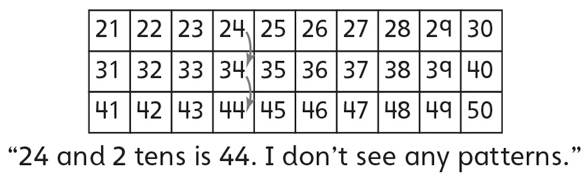 21 22 23 24 25 26 27 28 29 30
31 32 33 34 35 36 37 38 39 40
41 42 43 44 45 46 47 48 49 50
“24 and 2 tens is 44. I don’t see any patterns.”